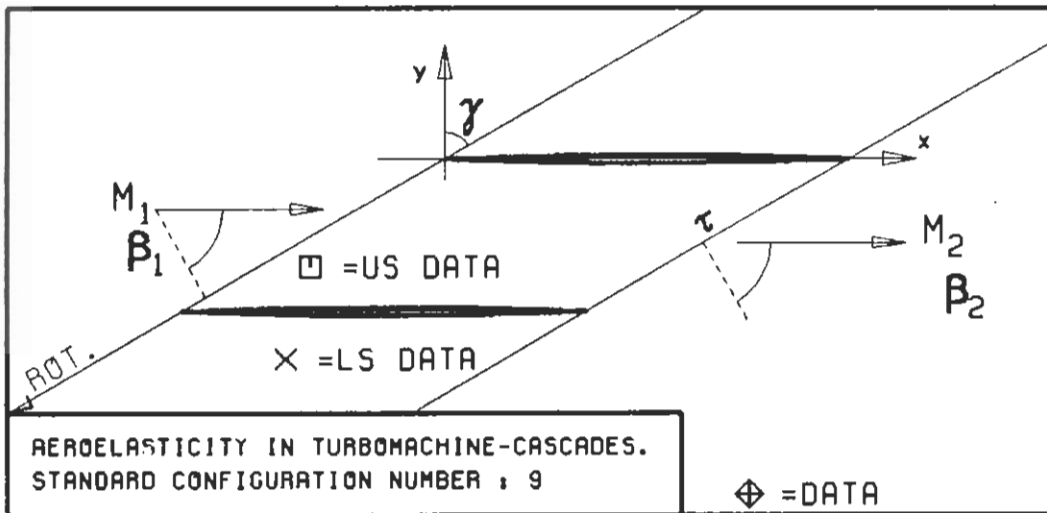 y
γ
x
M₁
β₁
τ
M₂
β₂
=US DATA
×=LS DATA
ROT.
AEROELASTICITY IN TURBOMACHINE-CASCADES.
STANDARD CONFIGURATION NUMBER : 9
=DATA